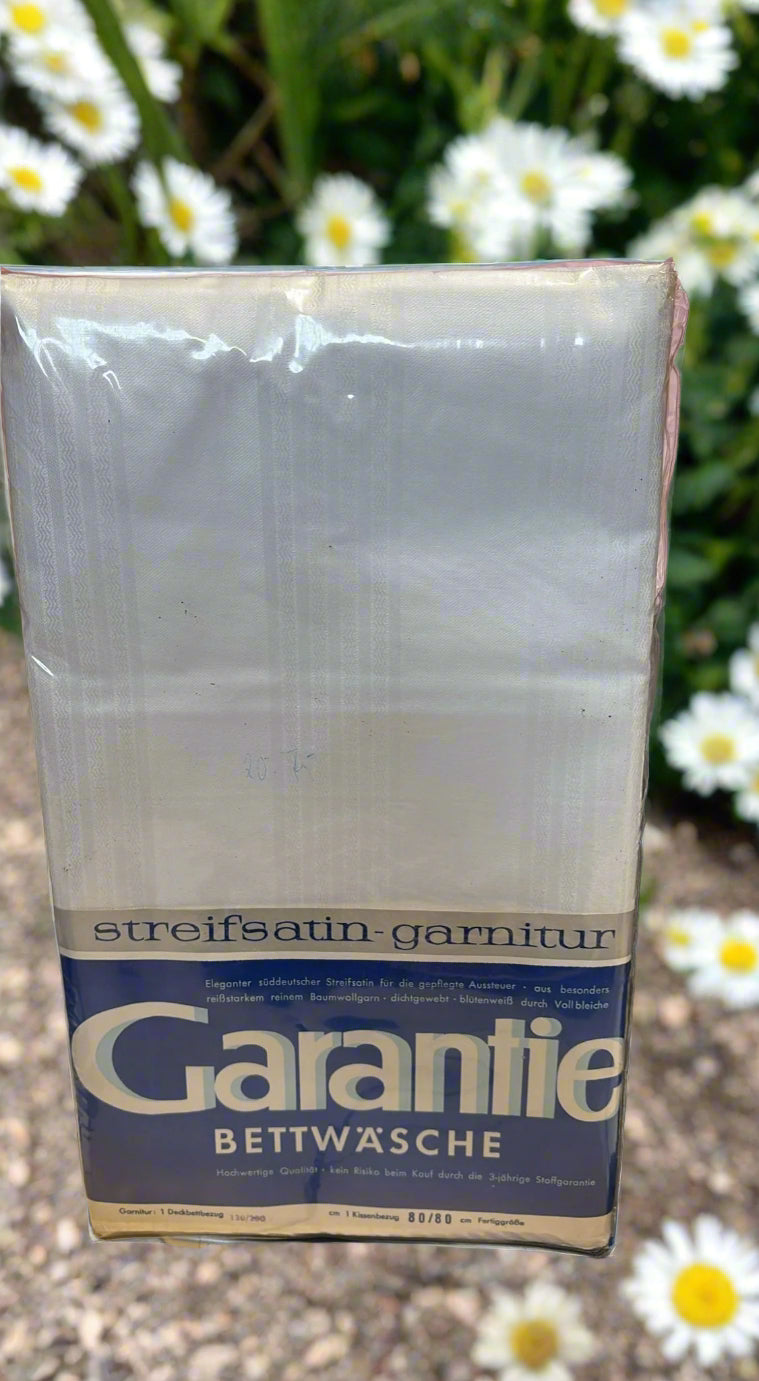 streifsatin-garnitur
Eleganter süddeutscher Streifsatin für die gepflegte Aussteuer · aus besonders
reißstarkem reinem Baumwollgarn · dichtgewebt · blütenweiß durch Vollbleiche
Garantie
BETTWÄSCHE
Hochwertige Qualität · kein Risiko beim Kauf durch die 3-jährige Stoffgarantie
Garnitur: 1 Deckbettbezug 130/200 cm 1 Kissenbezug 80/80 cm Fertiggröße